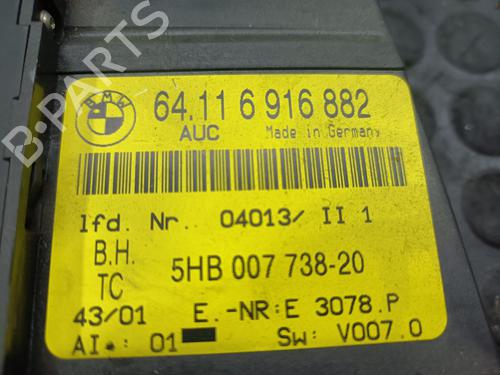 BMW
64.11 6 916 882
AUC Made in Germany
lfd. Nr.. 04013/ II 1
B.H.
TC 5HB 007 738-20
43/01 E.-NR:E 3078.P
AI.: 01 SW: V007.0
B-PARTS